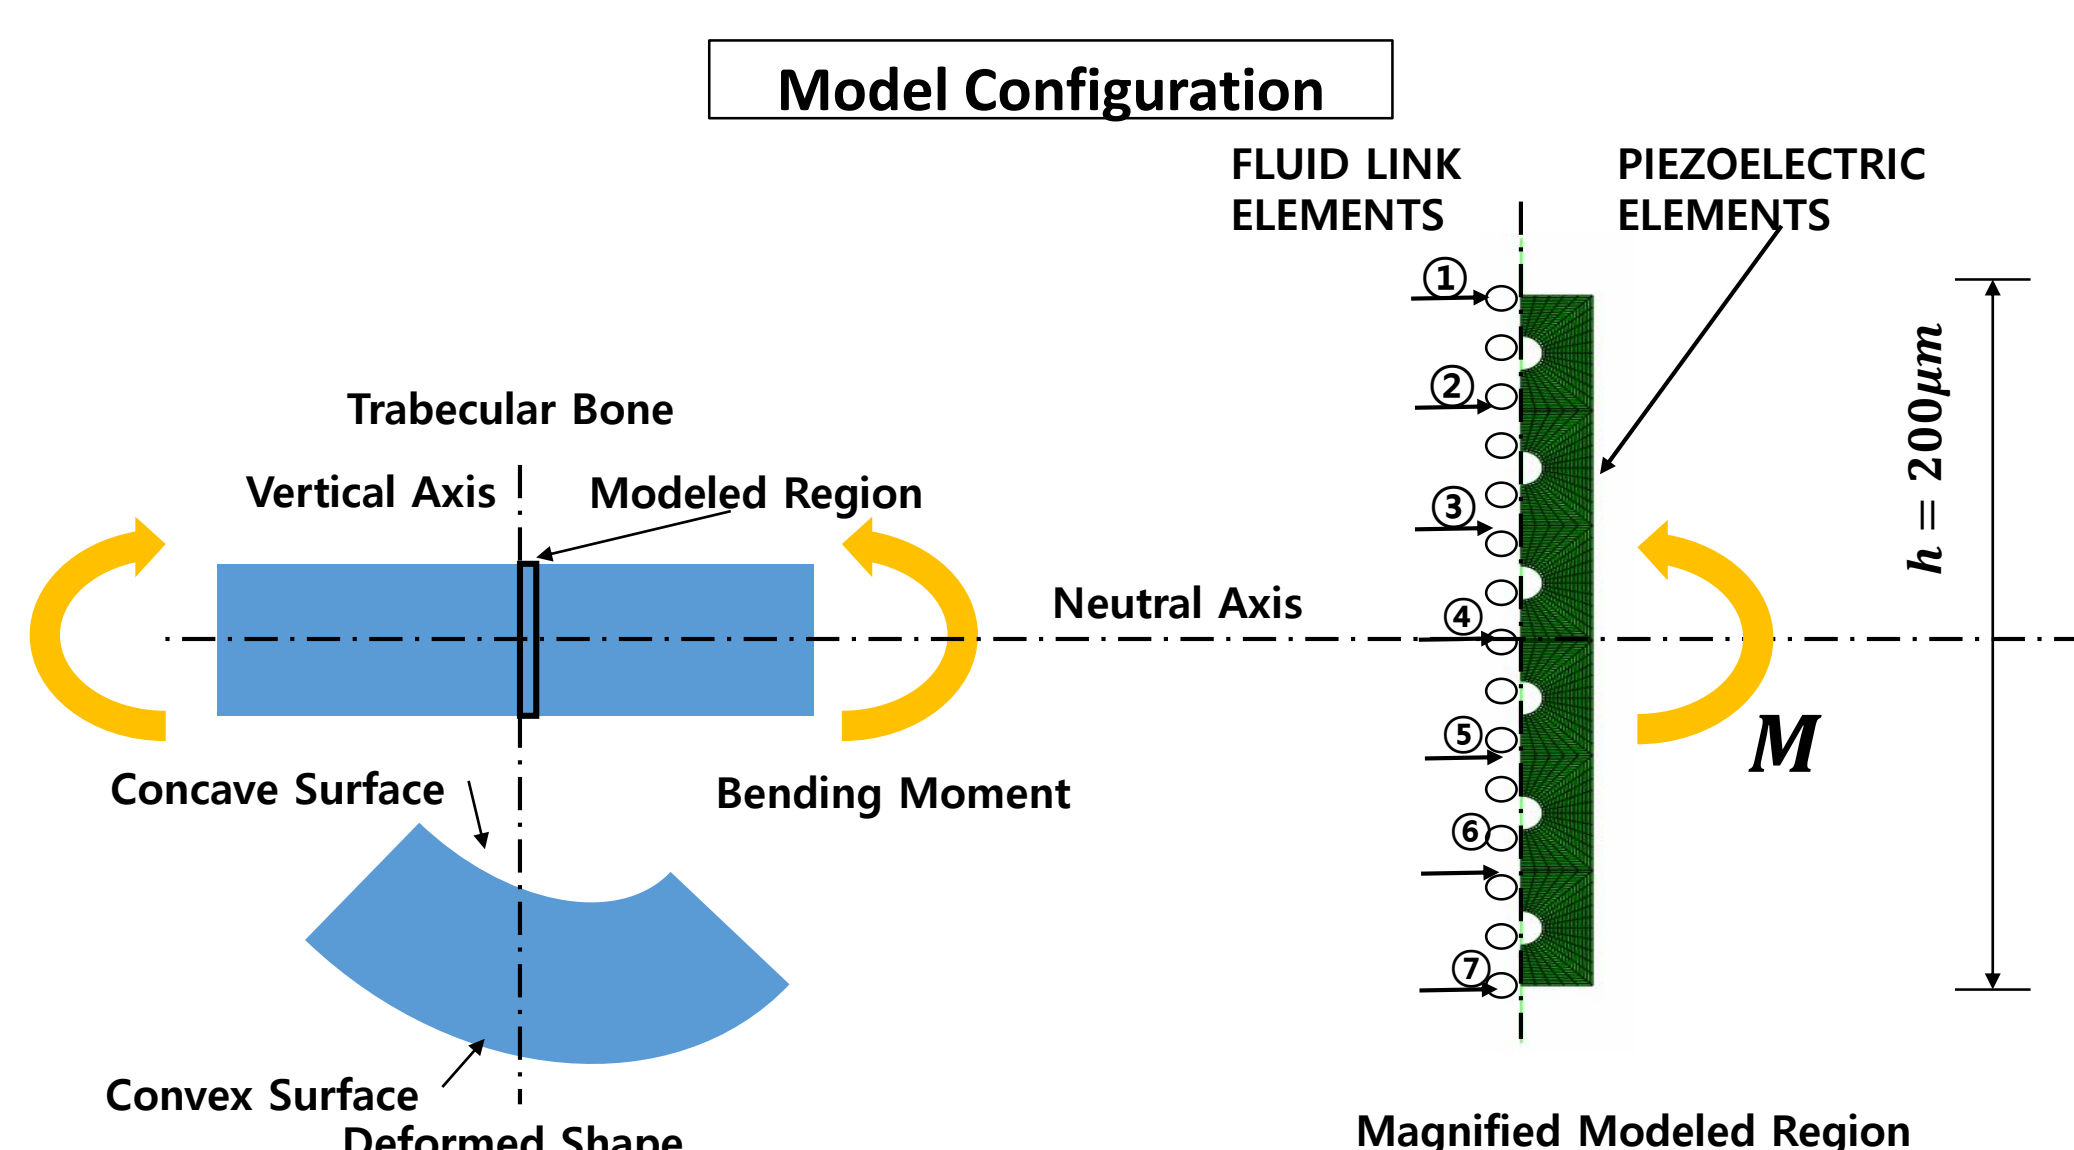 Model Configuration
FLUID LINK
ELEMENTS
PIEZOELECTRIC
ELEMENTS
①
②
③
④
⑤
⑥
⑦
h = 200μm
Trabecular Bone
Vertical Axis
Modeled Region
Neutral Axis
M
Concave Surface
Bending Moment
Convex Surface
Deformed Shape
Magnified Modeled Region